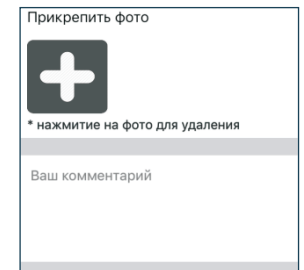 Прикрепить фото
* нажмитие на фото для удаления
Ваш комментарий